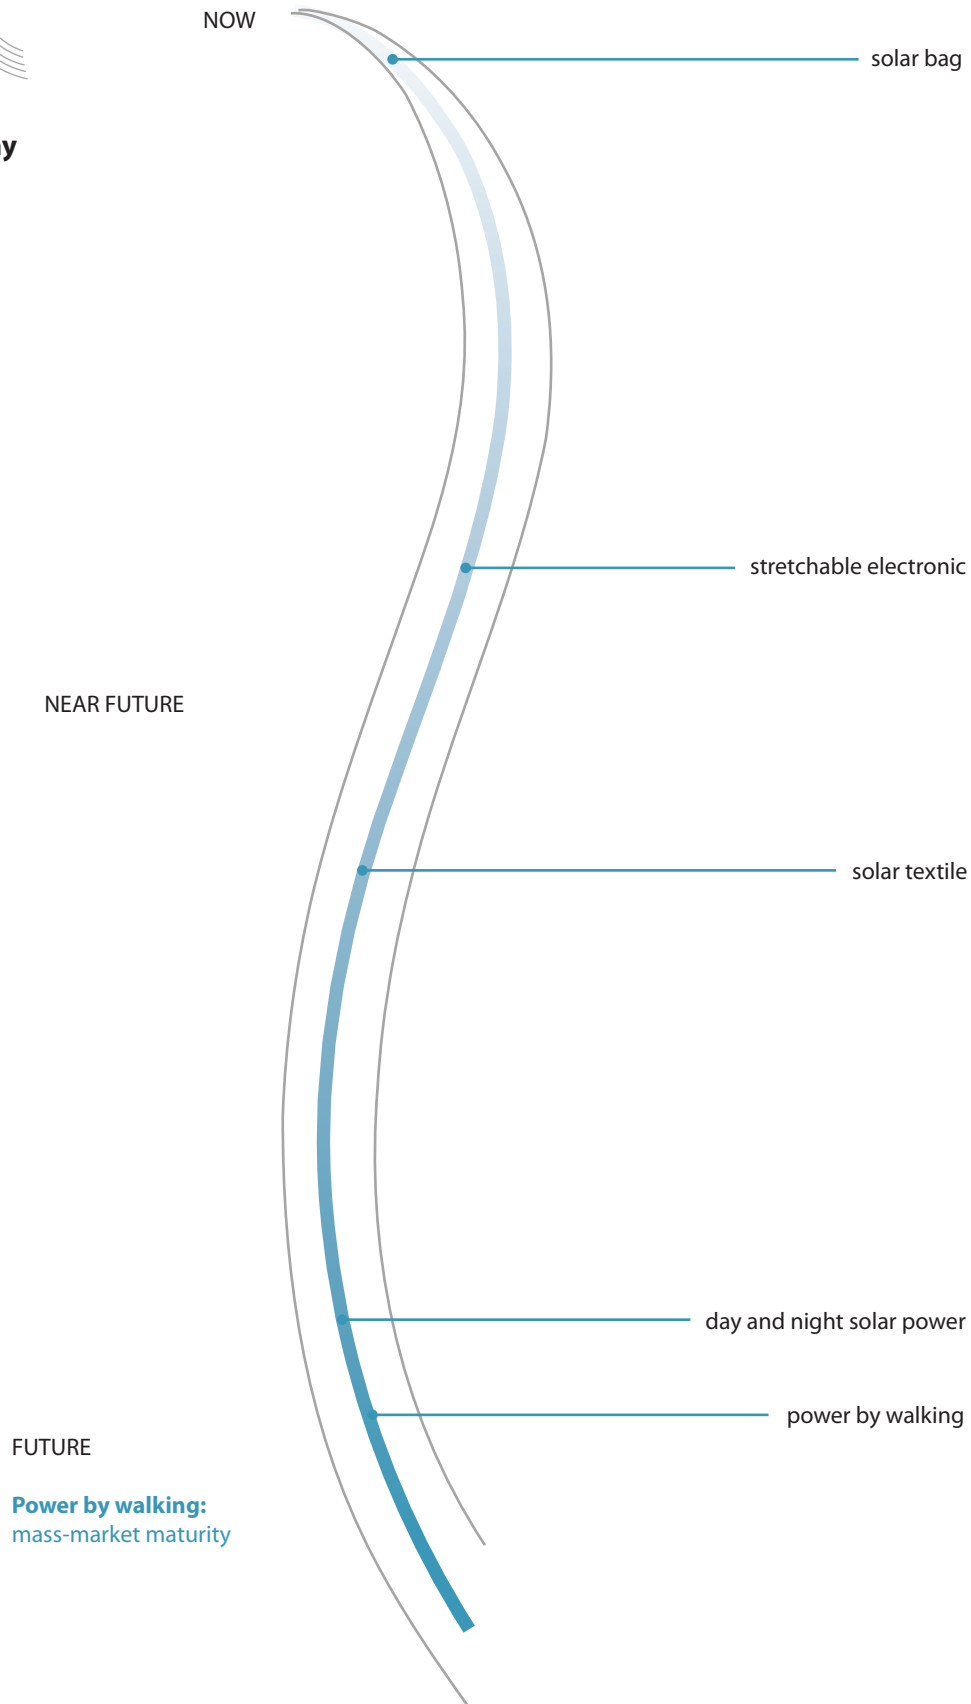 NOW
solar bag
stretchable electronic
NEAR FUTURE
solar textile
day and night solar power
power by walking
FUTURE
Power by walking:
mass-market maturity